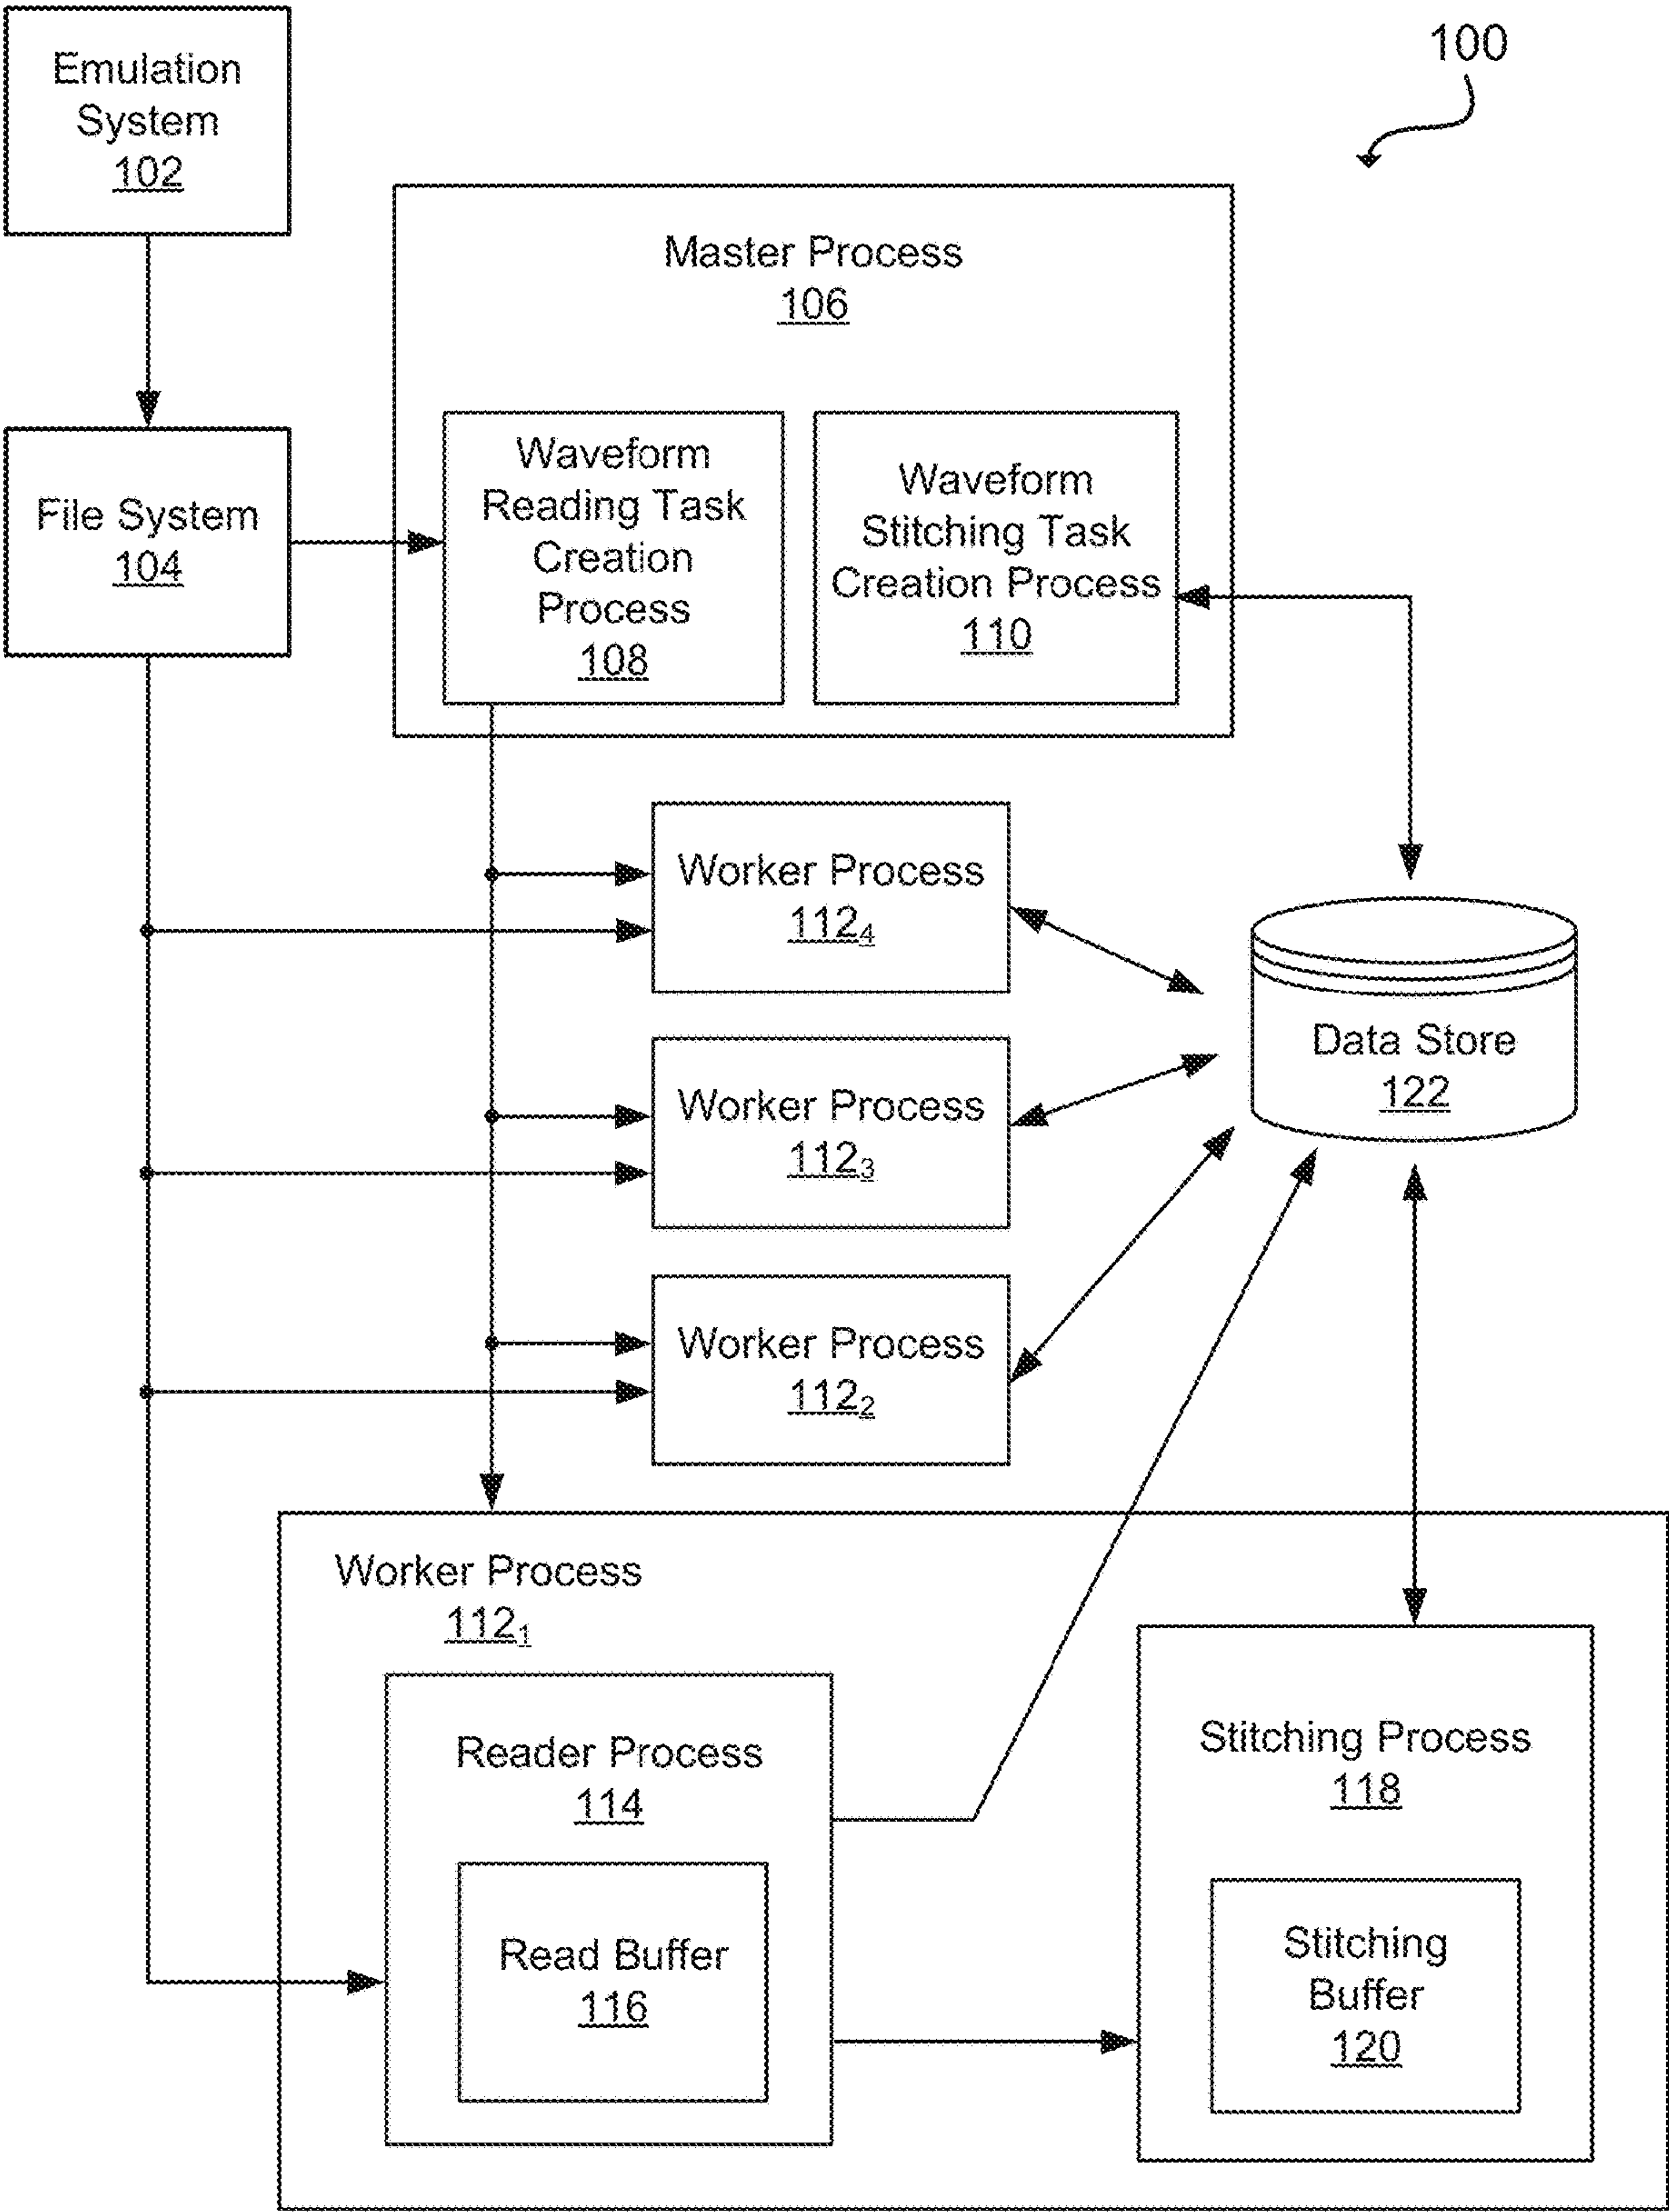 100
Emulation
System
102
Master Process
106
File System
104
Waveform
Reading Task
Creation
Process
108
Waveform
Stitching Task
Creation Process
110
Worker Process
112₄
Worker Process
112₃
Worker Process
112₂
Data Store
122
Worker Process
112₁
Reader Process
114
Read Buffer
116
Stitching Process
118
Stitching
Buffer
120